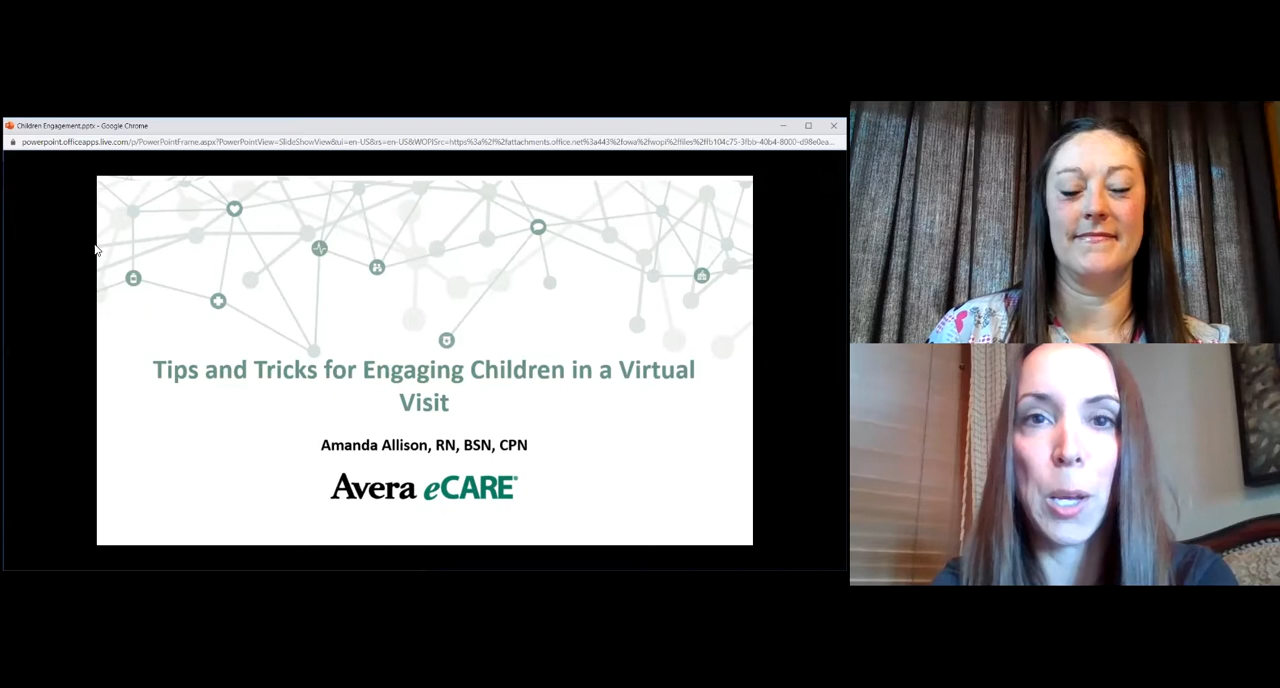 Children Engagement.pptx - Google Chrome
Tips and Tricks for Engaging Children in a Virtual
Visit
Amanda Allison, RN, BSN, CPN
Avera eCARE®